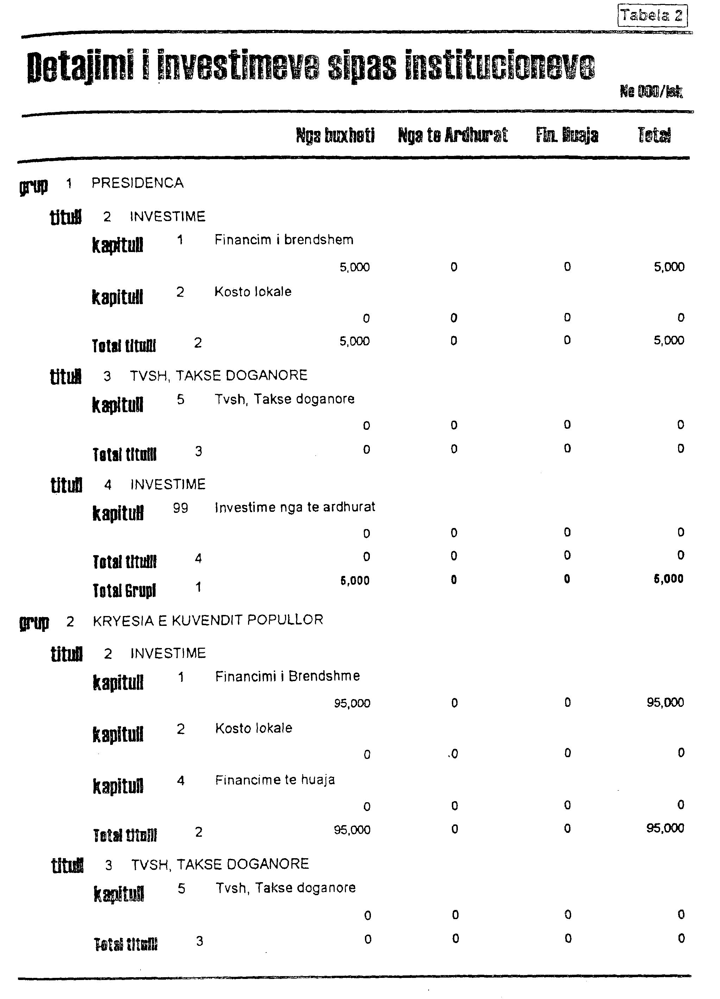 Tabela 2
Detajimi i investimeve sipas institucioneve
Ne 000/lek
Nga buxheti Nga te Ardhurat Fin. Huaja Total
grup 1 PRESIDENCA
titull 2 INVESTIME
kapitull 1 Financim i brendshem
5,000 0 0 5,000
kapitull 2 Kosto lokale
0 0 0 0
Total titulli 2 5,000 0 0 5,000
titull 3 TVSH, TAKSE DOGANORE
kapitull 5 Tvsh, Takse doganore
0 0 0 0
Total titulli 3 0 0 0 0
titull 4 INVESTIME
kapitull 99 Investime nga te ardhurat
0 0 0 0
Total titulli 4 0 0 0 0
Total Grupi 1 5,000 0 0 5,000
grup 2 KRYESIA E KUVENDIT POPULLOR
titull 2 INVESTIME
kapitull 1 Financimi i Brendshme
95,000 0 0 95,000
kapitull 2 Kosto lokale
0 0 0 0
kapitull 4 Financime te huaja
0 0 0 0
Total titulli 2 95,000 0 0 95,000
titull 3 TVSH, TAKSE DOGANORE
kapitull 5 Tvsh, Takse doganore
0 0 0 0
Total titulli 3 0 0 0 0